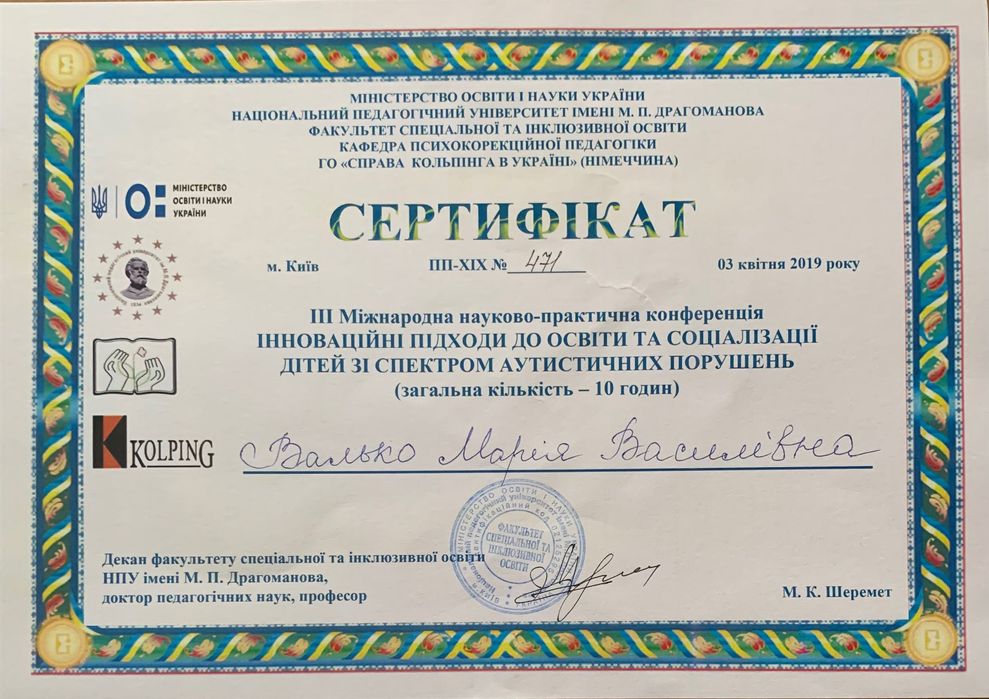 МІНІСТЕРСТВО ОСВІТИ І НАУКИ УКРАЇНИ
НАЦІОНАЛЬНИЙ ПЕДАГОГІЧНИЙ УНІВЕРСИТЕТ ІМЕНІ М. П. ДРАГОМАНОВА
ФАКУЛЬТЕТ СПЕЦІАЛЬНОЇ ТА ІНКЛЮЗИВНОЇ ОСВІТИ
КАФЕДРА ПСИХОКОРЕКЦІЙНОЇ ПЕДАГОГІКИ
ГО «СПРАВА КОЛЬПІНГА В УКРАЇНІ» (НІМЕЧЧИНА)
МІНІСТЕРСТВО
ОСВІТИ І НАУКИ
УКРАЇНИ
СЕРТИФІКАТ
м. Київ ПП-ХІХ № 471 03 квітня 2019 року
ІІІ Міжнародна науково-практична конференція
ІННОВАЦІЙНІ ПІДХОДИ ДО ОСВІТИ ТА СОЦІАЛІЗАЦІЇ
ДІТЕЙ ЗІ СПЕКТРОМ АУТИСТИЧНИХ ПОРУШЕНЬ
(загальна кількість – 10 годин)
KOLPING
Валько Марія Василівна
ФАКУЛЬТЕТ
СПЕЦІАЛЬНОЇ ТА
ІНКЛЮЗИВНОЇ
ОСВІТИ
Декан факультету спеціальної та інклюзивної освіти
НПУ імені М. П. Драгоманова,
доктор педагогічних наук, професор
М. К. Шеремет